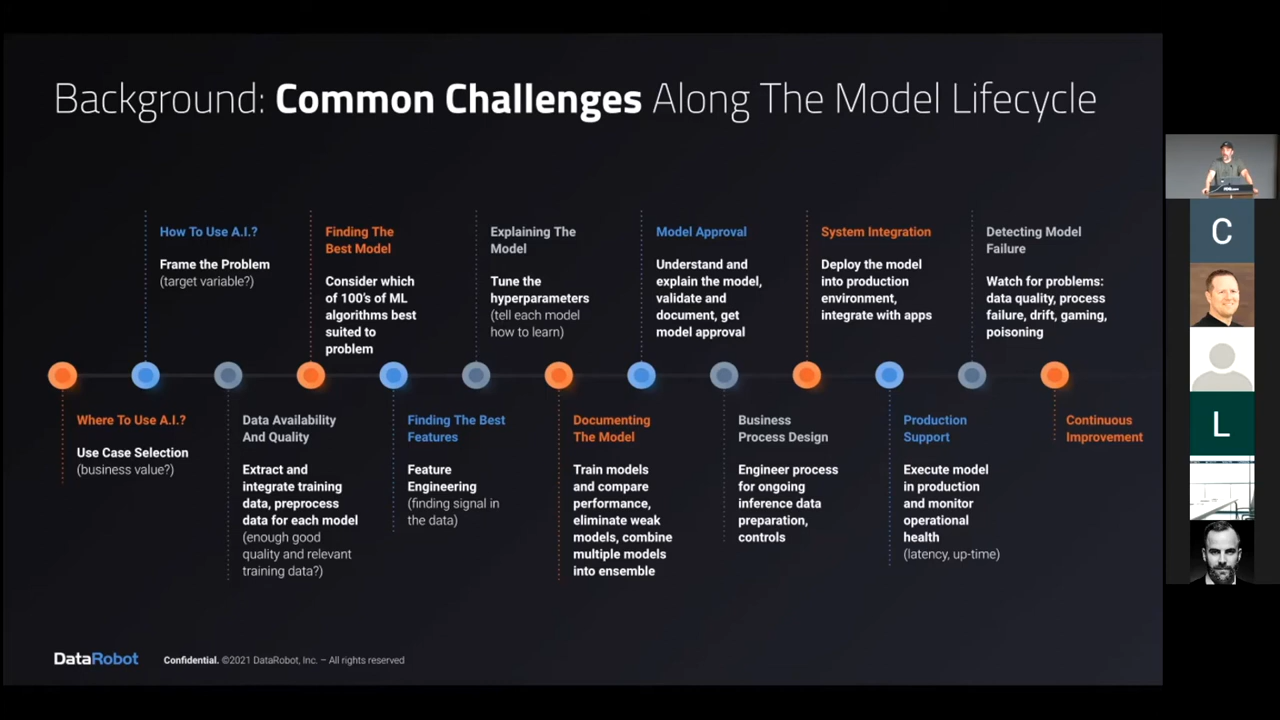 Background: Common Challenges Along The Model Lifecycle
How To Use A.I.?
Frame the Problem
(target variable?)
Finding The
Best Model
Consider which
of 100's of ML
algorithms best
suited to
problem
Explaining The
Model
Tune the
hyperparameters
(tell each model
how to learn)
Model Approval
Understand and
explain the model,
validate and
document, get
model approval
System Integration
Deploy the model
into production
environment,
integrate with apps
Detecting Model
Failure
Watch for problems:
data quality, process
failure, drift, gaming,
poisoning
Where To Use A.I.?
Use Case Selection
(business value?)
Data Availability
And Quality
Extract and
integrate training
data, preprocess
data for each model
(enough good
quality and relevant
training data?)
Finding The Best
Features
Feature
Engineering
(finding signal in
the data)
Documenting
The Model
Train models
and compare
performance,
eliminate weak
models, combine
multiple models
into ensemble
Business
Process Design
Engineer process
for ongoing
inference data
preparation,
controls
Production
Support
Execute model
in production
and monitor
operational
health
(latency, up-time)
Continuous
Improvement
DataRobot
Confidential. ©2021 DataRobot, Inc. – All rights reserved
C
L